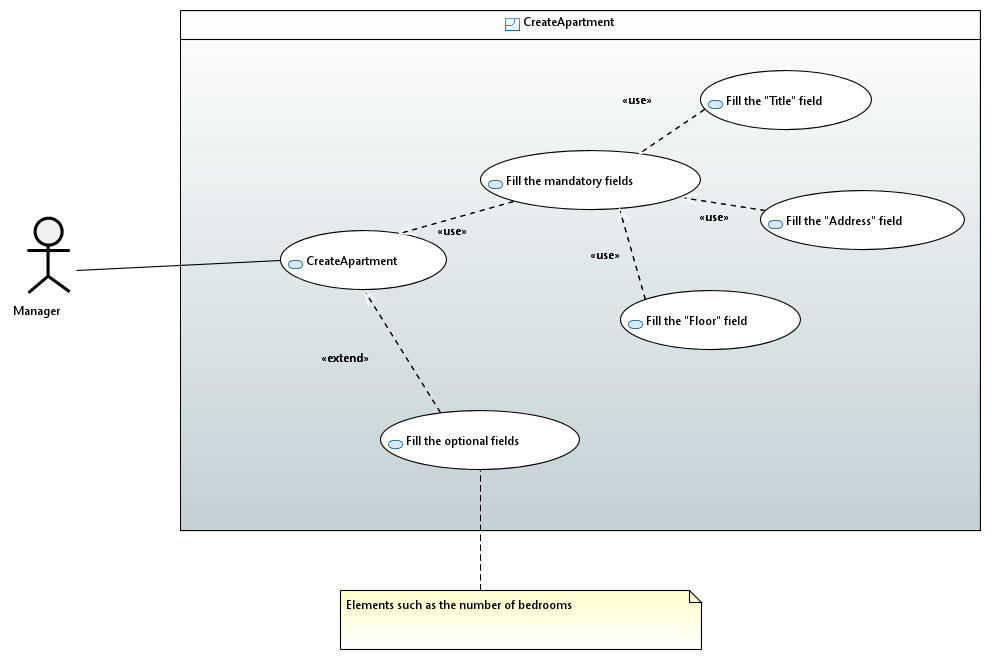 CreateApartment
«use»
Fill the "Title" field
Fill the mandatory fields
«use»
Fill the "Address" field
«use»
«use»
CreateApartment
Manager
Fill the "Floor" field
«extend»
Fill the optional fields
Elements such as the number of bedrooms